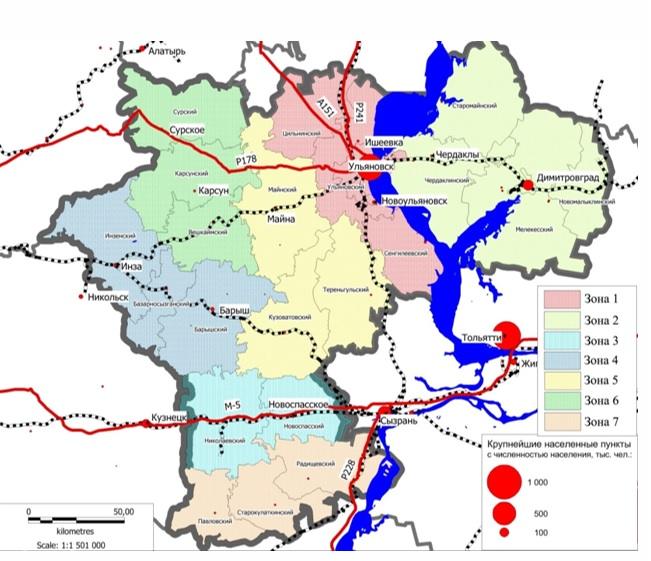 Алатырь
Старомайнский
Сурский
А151
Р241
Сурское
Цильнинский
Ишеевка
Чердаклы
Р178
Ульяновск
Карсунский
Чердаклинский
Димитровград
Карсун
Майнский
Ульяновский
Новоульяновск
Новомалыклинский
Майна
Мелекесский
Вешкаймский
Инзенский
Сенгилеевский
Инза
Тереньгульский
Никольск
Базарносызганский
Барыш
Кузоватовский
Барышский
Тольятти
Жи
Зона 1
Зона 2
Зона 3
Зона 4
Зона 5
Зона 6
Зона 7
М-5
Новоспасское
Кузнецк
Сызрань
Новоспасский
Николаевский
Радищевский
Р228
Павловский
Старокулаткинский
Крупнейшие населенные пункты
с численностью населения, тыс. чел.:
1 000
500
100
0 50,00
kilometres
Scale: 1:1 501 000